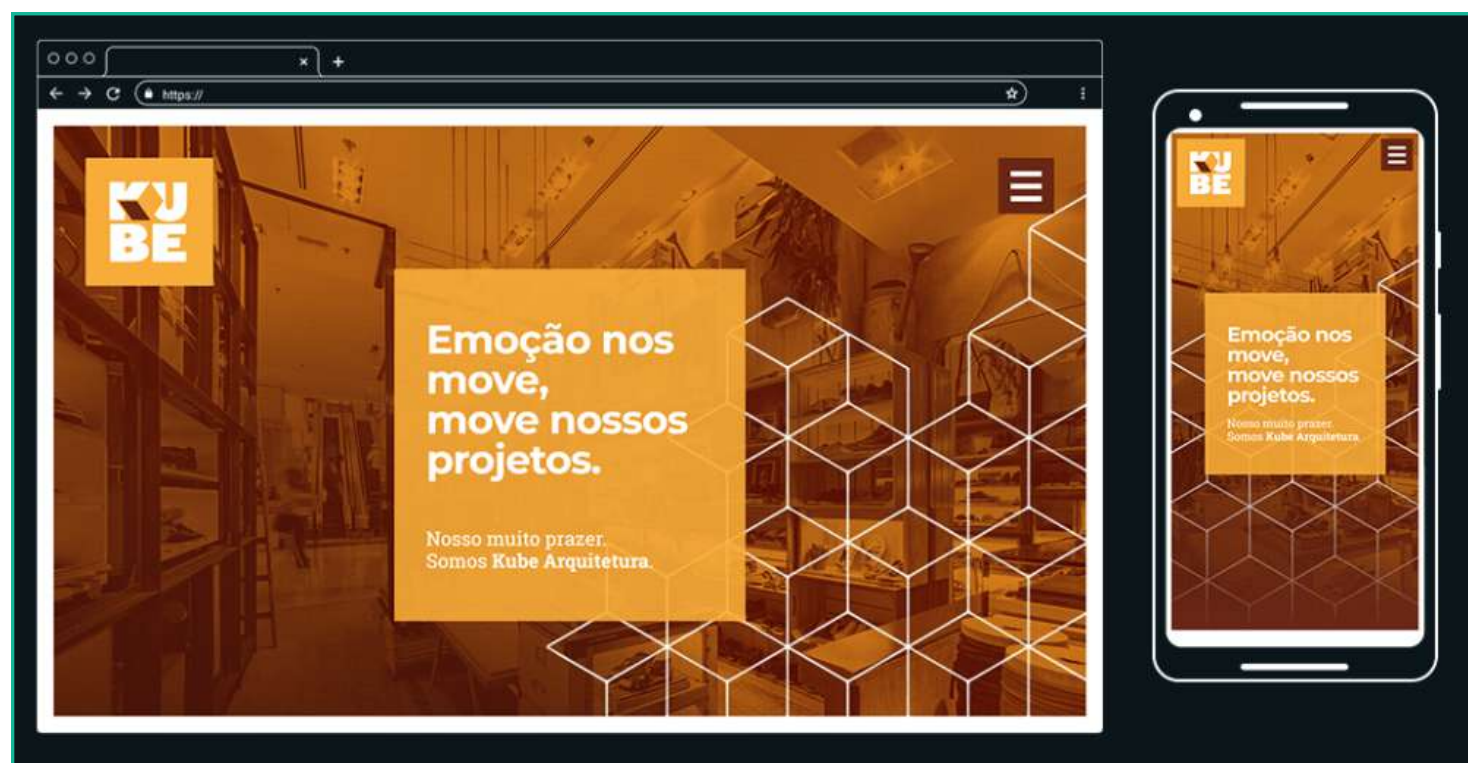 https://
KU
BE
Emoção nos
move,
move nossos
projetos.
Nosso muito prazer.
Somos Kube Arquitetura.
KU
BE
Emoção nos
move,
move nossos
projetos.
Nosso muito prazer.
Somos Kube Arquitetura.